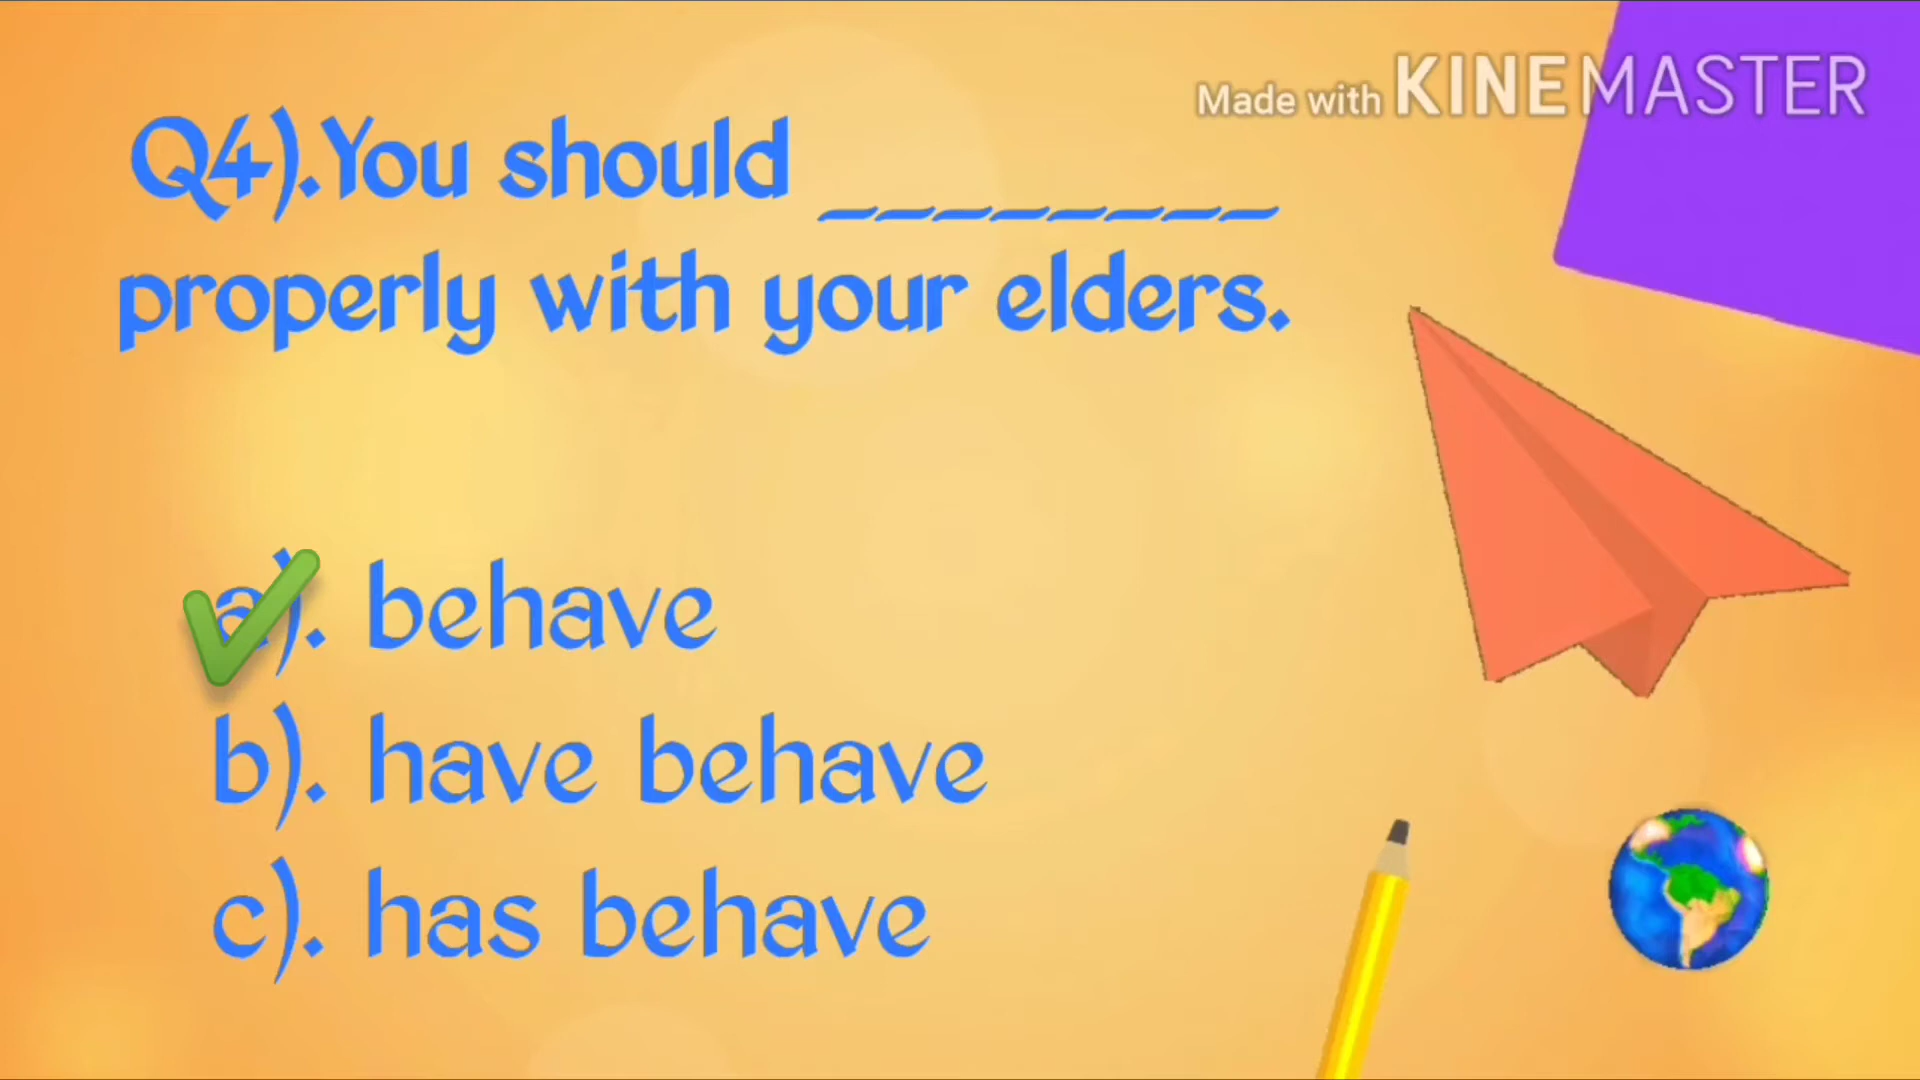 Made with KINEMASTER
Q4).You should ________
properly with your elders.
a). behave
b). have behave
c). has behave